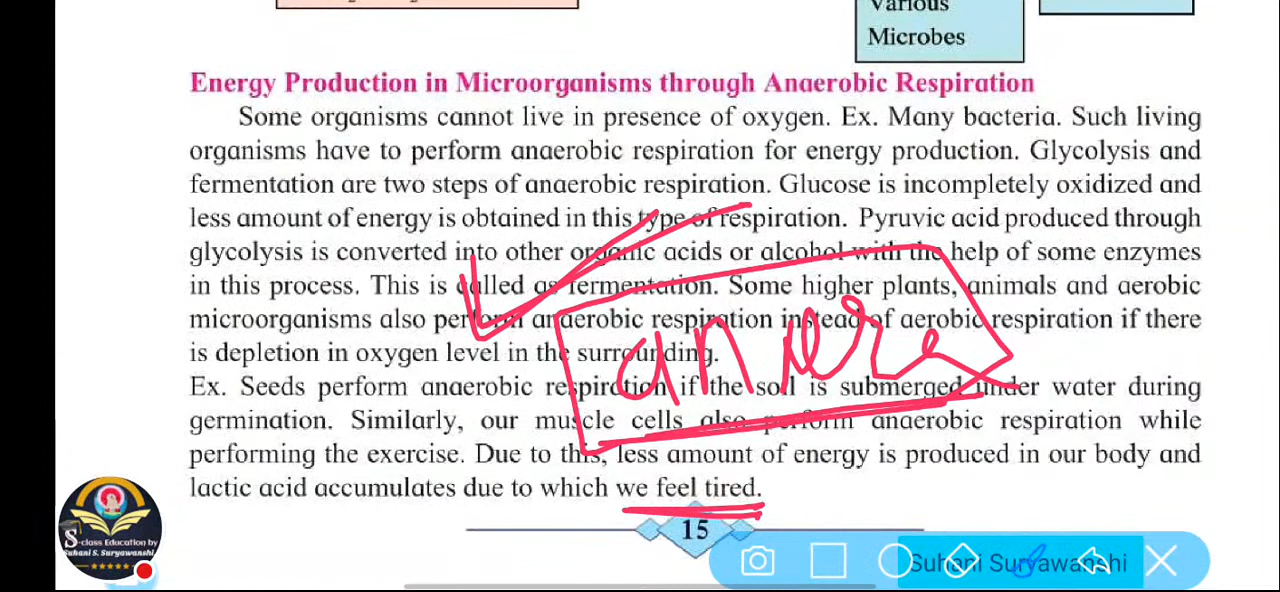 Various
Microbes
Energy Production in Microorganisms through Anaerobic Respiration
Some organisms cannot live in presence of oxygen. Ex. Many bacteria. Such living
organisms have to perform anaerobic respiration for energy production. Glycolysis and
fermentation are two steps of anaerobic respiration. Glucose is incompletely oxidized and
less amount of energy is obtained in this type of respiration. Pyruvic acid produced through
glycolysis is converted into other organic acids or alcohol with the help of some enzymes
in this process. This is called as fermentation. Some higher plants, animals and aerobic
microorganisms also perform anaerobic respiration instead of aerobic respiration if there
is depletion in oxygen level in the surrounding.
Ex. Seeds perform anaerobic respiration if the soil is submerged under water during
germination. Similarly, our muscle cells also perform anaerobic respiration while
performing the exercise. Due to this, less amount of energy is produced in our body and
lactic acid accumulates due to which we feel tired.
15
S-class Education by
Suhani S. Suryawanshi
Suhani Suryawanshi